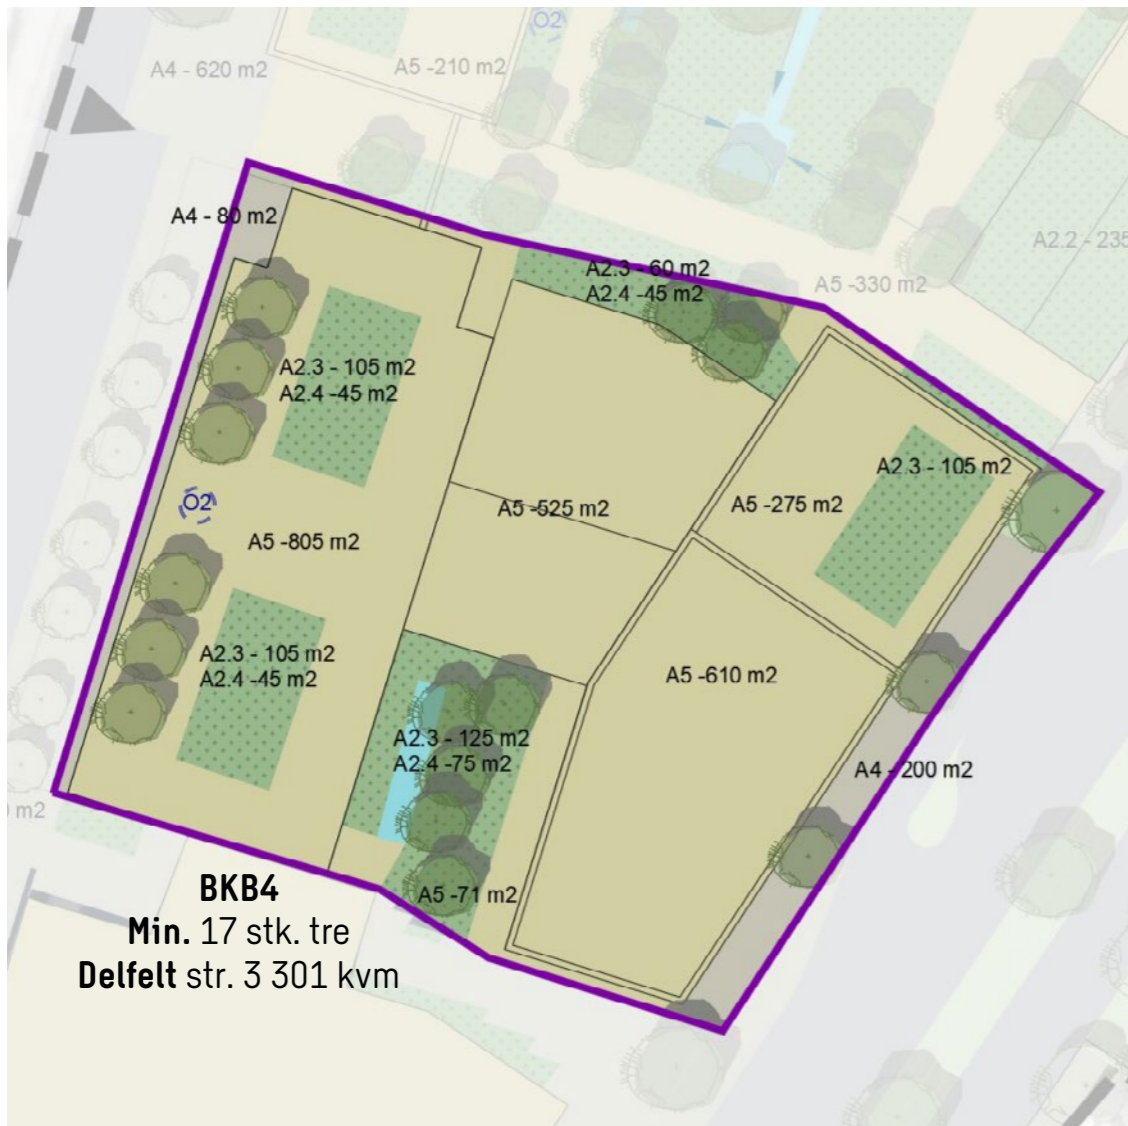 O2
A4 - 620 m2
A5 -210 m2
A4 - 80 m2
A2.2 - 235
A2.3 - 60 m2
A2.4 -45 m2
A5 -330 m2
A2.3 - 105 m2
A2.4 -45 m2
A2.3 - 105 m2
O2
A5 -525 m2
A5 -275 m2
A5 -805 m2
A2.3 - 105 m2
A2.4 -45 m2
A5 -610 m2
A2.3 - 125 m2
A2.4 -75 m2
A4 - 200 m2
m2
A5 -71 m2
BKB4
Min. 17 stk. tre
Delfelt str. 3 301 kvm